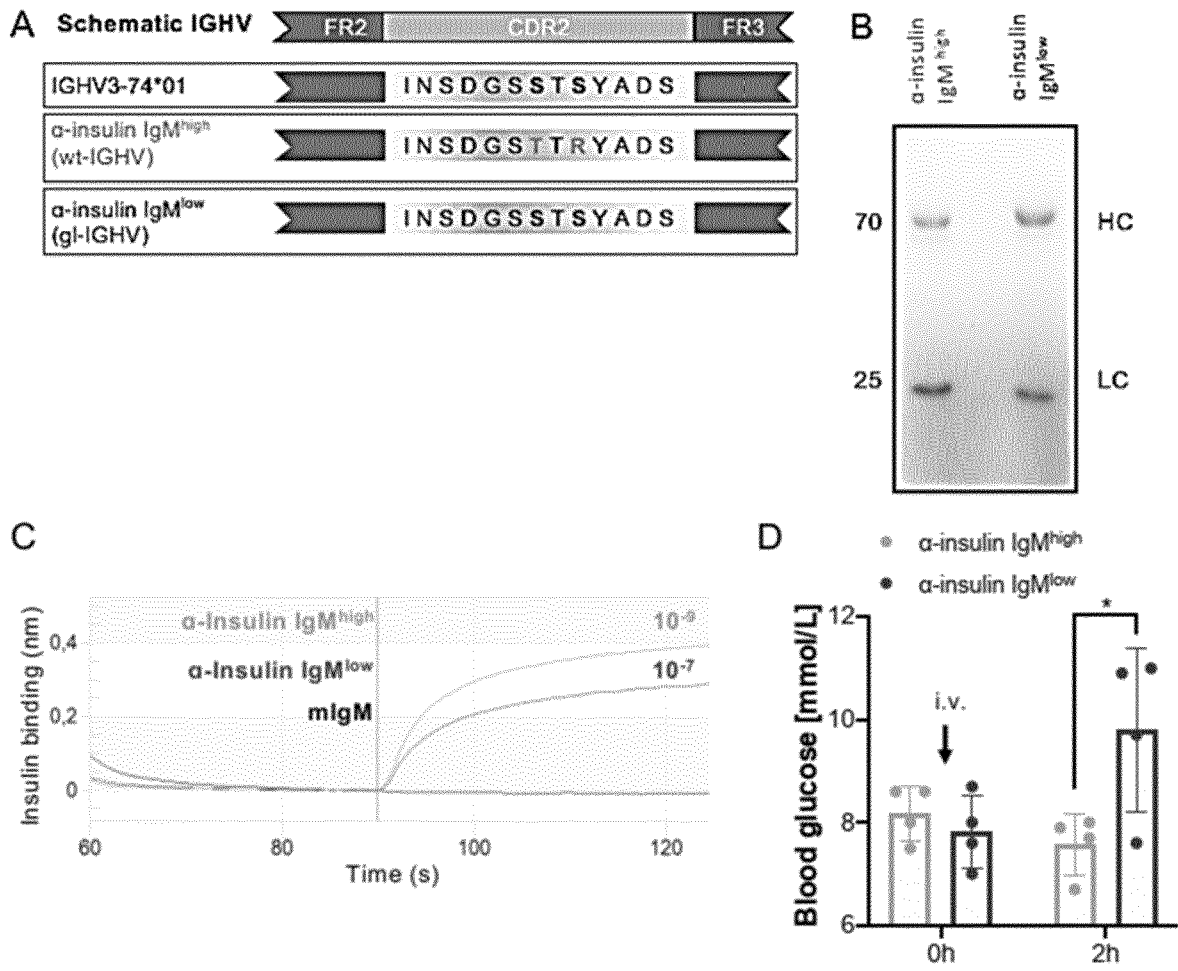 A
Schematic IGHV
FR2 CDR2 FR3
IGHV3-74*01
INSDGSSTSYADS
α-insulin IgMhigh
(wt-IGHV)
INSDGSTTRYADS
α-insulin IgMlow
(gl-IGHV)
INSDGSSTSYADS
B
α-insulin
IgMhigh
α-insulin
IgMlow
70 HC
25 LC
C
Insulin binding (nm)
0,4
0,2
0
α-Insulin IgMhigh 10-9
α-Insulin IgMlow 10-7
mIgM
60 80 100 120
Time (s)
D
α-insulin IgMhigh
α-insulin IgMlow
Blood glucose [mmol/L]
12
10
8
6
i.v.
*
0h 2h